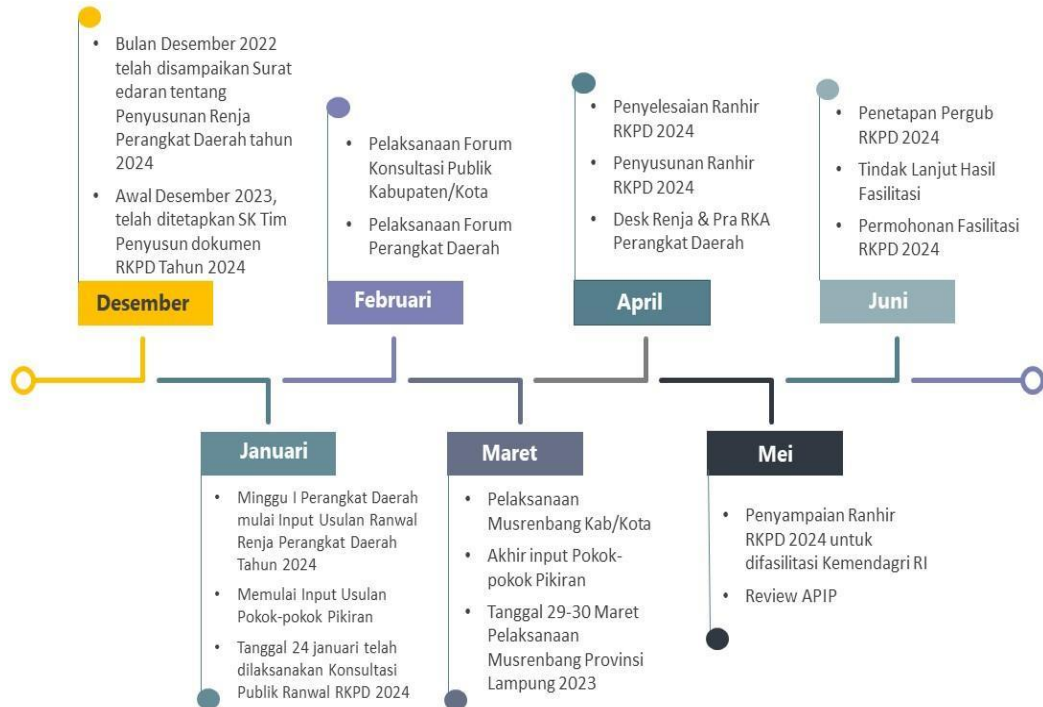 • Bulan Desember 2022
telah disampaikan Surat
edaran tentang
Penyusunan Renja
Perangkat Daerah tahun
2024
• Awal Desember 2023,
telah ditetapkan SK Tim
Penyusun dokumen
RKPD Tahun 2024
Desember
• Pelaksanaan Forum
Konsultasi Publik
Kabupaten/Kota
• Pelaksanaan Forum
Perangkat Daerah
Februari
• Penyelesaian Ranhir
RKPD 2024
• Penyusunan Ranhir
RKPD 2024
• Desk Renja & Pra RKA
Perangkat Daerah
April
• Penetapan Pergub
RKPD 2024
• Tindak Lanjut Hasil
Fasilitasi
• Permohonan Fasilitasi
RKPD 2024
Juni
Januari
• Minggu I Perangkat Daerah
mulai Input Usulan Ranwal
Renja Perangkat Daerah
Tahun 2024
• Memulai Input Usulan
Pokok-pokok Pikiran
• Tanggal 24 januari telah
dilaksanakan Konsultasi
Publik Ranwal RKPD 2024
Maret
• Pelaksanaan
Musrenbang Kab/Kota
• Akhir input Pokok-
pokok Pikiran
• Tanggal 29-30 Maret
Pelaksanaan
Musrenbang Provinsi
Lampung 2023
Mei
• Penyampaian Ranhir
RKPD 2024 untuk
difasilitasi Kemendagri RI
• Review APIP